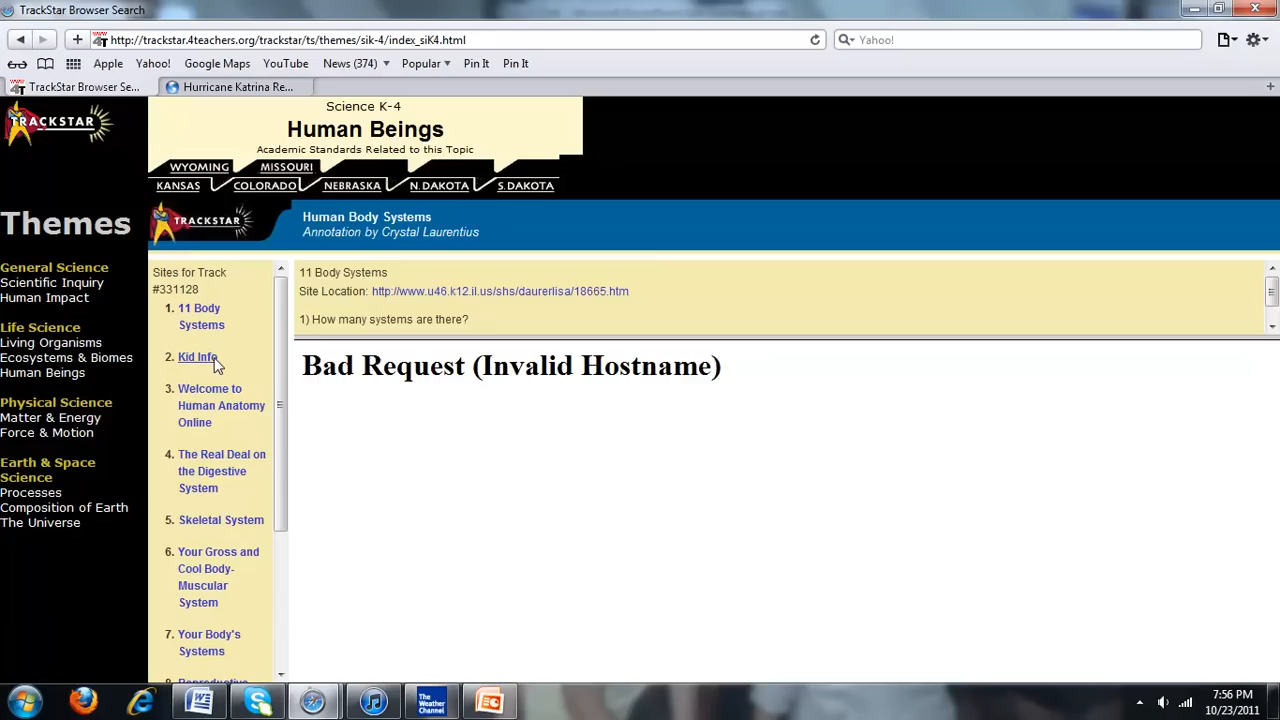 TrackStar Browser Search
http://trackstar.4teachers.org/trackstar/ts/themes/sik-4/index_siK4.html
Yahoo!
Apple Yahoo! Google Maps YouTube News (374) Popular Pin It Pin It
TrackStar Browser Se...
Hurricane Katrina Re...
TRACKSTAR
Science K-4
Human Beings
Academic Standards Related to this Topic
WYOMING MISSOURI
KANSAS COLORADO NEBRASKA N.DAKOTA S.DAKOTA
Themes
General Science
Scientific Inquiry
Human Impact
Life Science
Living Organisms
Ecosystems & Biomes
Human Beings
Physical Science
Matter & Energy
Force & Motion
Earth & Space
Science
Processes
Composition of Earth
The Universe
TRACKSTAR
Human Body Systems
Annotation by Crystal Laurentius
Sites for Track
#331128
1. 11 Body
Systems
2. Kid Info
3. Welcome to
Human Anatomy
Online
4. The Real Deal on
the Digestive
System
5. Skeletal System
6. Your Gross and
Cool Body-
Muscular
System
7. Your Body's
Systems
8. Reproductive
11 Body Systems
Site Location: http://www.u46.k12.il.us/shs/daurerlisa/18665.htm
1) How many systems are there?
Bad Request (Invalid Hostname)
The
Weather
Channel
7:56 PM
10/23/2011